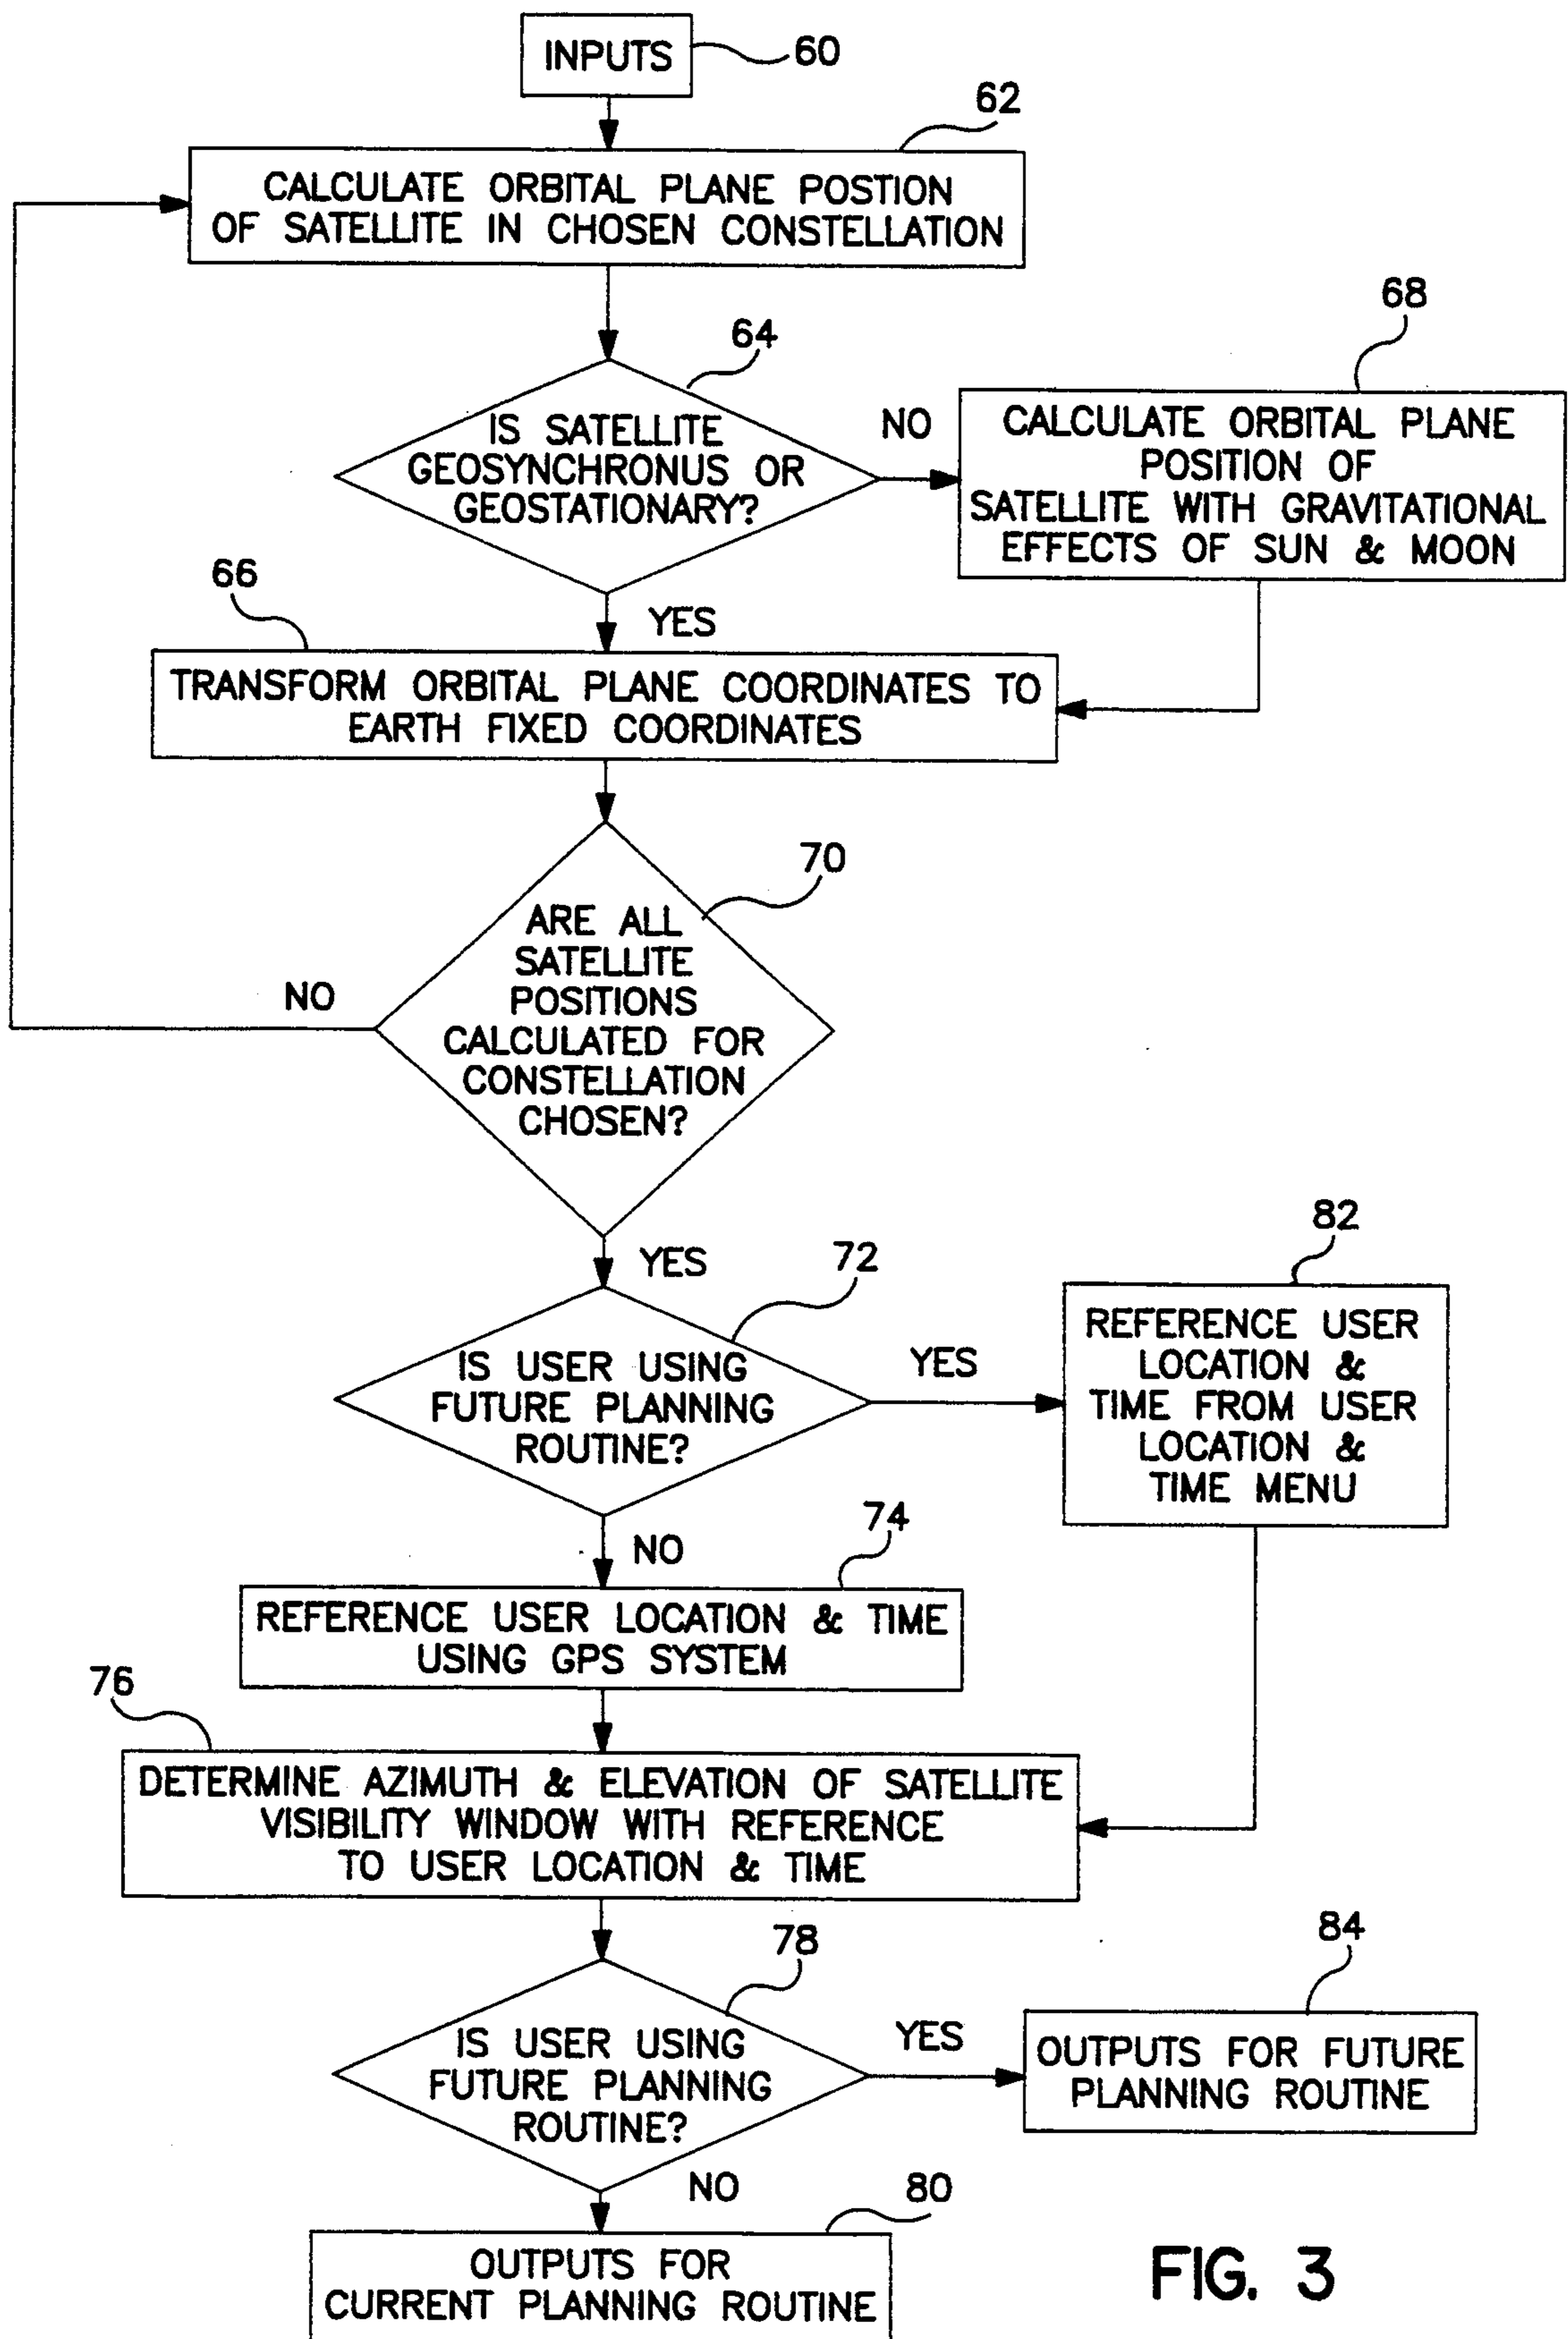 INPUTS
60
62
CALCULATE ORBITAL PLANE POSTION
OF SATELLITE IN CHOSEN CONSTELLATION
64
68
IS SATELLITE
GEOSYNCHRONUS OR
GEOSTATIONARY?
NO
CALCULATE ORBITAL PLANE
POSITION OF
SATELLITE WITH GRAVITATIONAL
EFFECTS OF SUN & MOON
66
YES
TRANSFORM ORBITAL PLANE COORDINATES TO
EARTH FIXED COORDINATES
70
ARE ALL
SATELLITE
POSITIONS
CALCULATED FOR
CONSTELLATION
CHOSEN?
NO
YES
72
82
IS USER USING
FUTURE PLANNING
ROUTINE?
YES
REFERENCE USER
LOCATION &
TIME FROM USER
LOCATION &
TIME MENU
NO
74
REFERENCE USER LOCATION & TIME
USING GPS SYSTEM
76
DETERMINE AZIMUTH & ELEVATION OF SATELLITE
VISIBILITY WINDOW WITH REFERENCE
TO USER LOCATION & TIME
78
84
IS USER USING
FUTURE PLANNING
ROUTINE?
YES
OUTPUTS FOR FUTURE
PLANNING ROUTINE
NO
80
OUTPUTS FOR
CURRENT PLANNING ROUTINE
FIG. 3